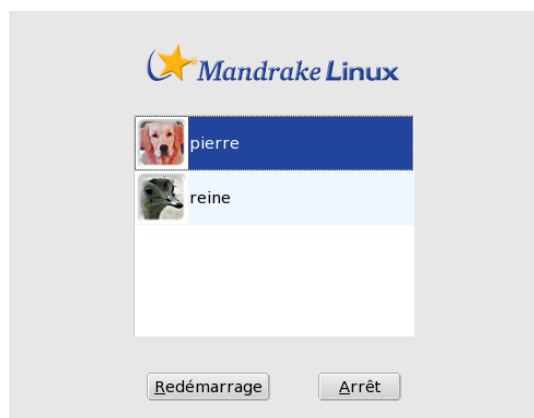 Mandrake Linux
pierre
reine
Redémarrage
Arrêt